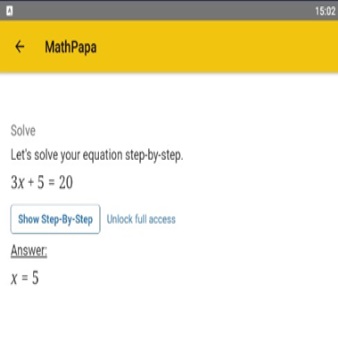 15:02
MathPapa
Solve
Let's solve your equation step-by-step.
3x + 5 = 20
Show Step-By-Step Unlock full access
Answer:
x = 5